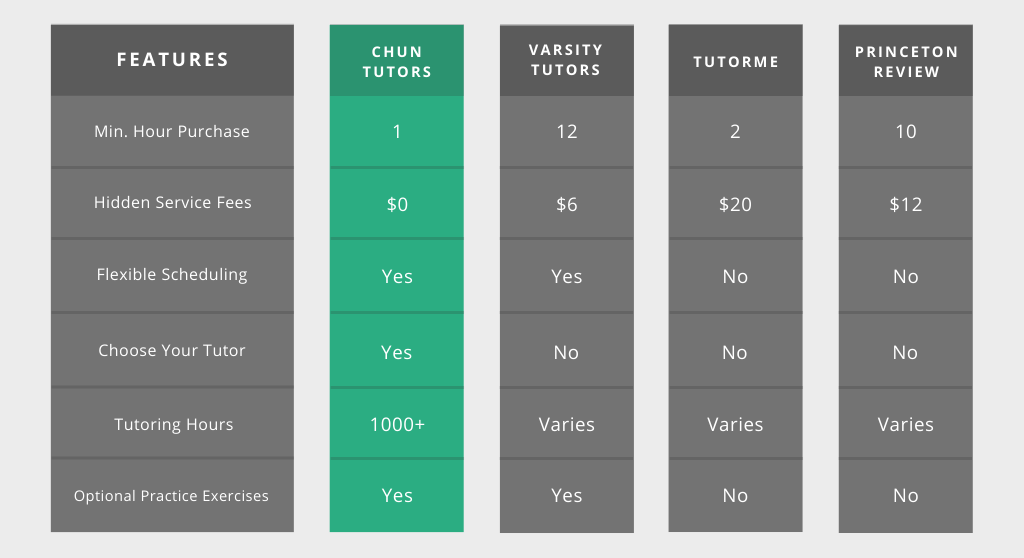 FEATURES
CHUN
TUTORS
VARSITY
TUTORS
TUTORME
PRINCETON
REVIEW
Min. Hour Purchase
1
12
2
10
Hidden Service Fees
$0
$6
$20
$12
Flexible Scheduling
Yes
Yes
No
No
Choose Your Tutor
Yes
No
No
No
Tutoring Hours
1000+
Varies
Varies
Varies
Optional Practice Exercises
Yes
Yes
No
No